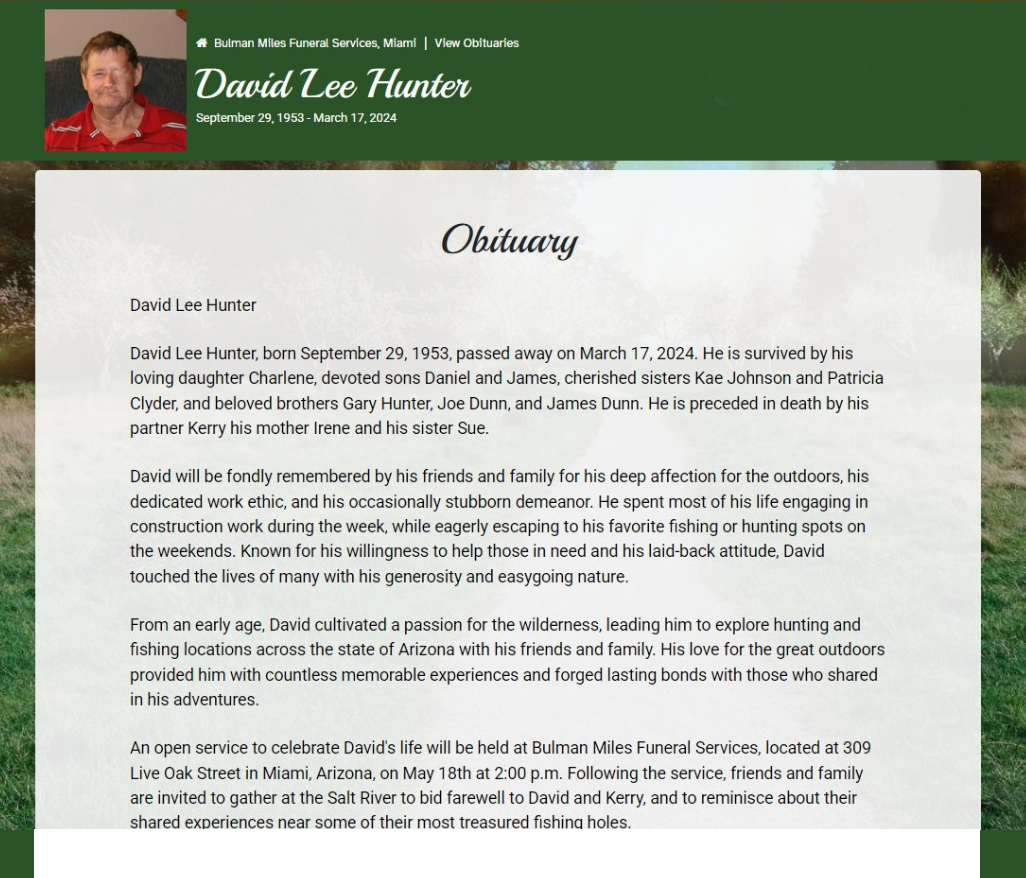 Bulman Miles Funeral Services, Miami | View Obituaries
David Lee Hunter
September 29, 1953 - March 17, 2024
Obituary
David Lee Hunter
David Lee Hunter, born September 29, 1953, passed away on March 17, 2024. He is survived by his
loving daughter Charlene, devoted sons Daniel and James, cherished sisters Kae Johnson and Patricia
Clyder, and beloved brothers Gary Hunter, Joe Dunn, and James Dunn. He is preceded in death by his
partner Kerry his mother Irene and his sister Sue.
David will be fondly remembered by his friends and family for his deep affection for the outdoors, his
dedicated work ethic, and his occasionally stubborn demeanor. He spent most of his life engaging in
construction work during the week, while eagerly escaping to his favorite fishing or hunting spots on
the weekends. Known for his willingness to help those in need and his laid-back attitude, David
touched the lives of many with his generosity and easygoing nature.
From an early age, David cultivated a passion for the wilderness, leading him to explore hunting and
fishing locations across the state of Arizona with his friends and family. His love for the great outdoors
provided him with countless memorable experiences and forged lasting bonds with those who shared
in his adventures.
An open service to celebrate David's life will be held at Bulman Miles Funeral Services, located at 309
Live Oak Street in Miami, Arizona, on May 18th at 2:00 p.m. Following the service, friends and family
are invited to gather at the Salt River to bid farewell to David and Kerry, and to reminisce about their
shared experiences near some of their most treasured fishing holes.